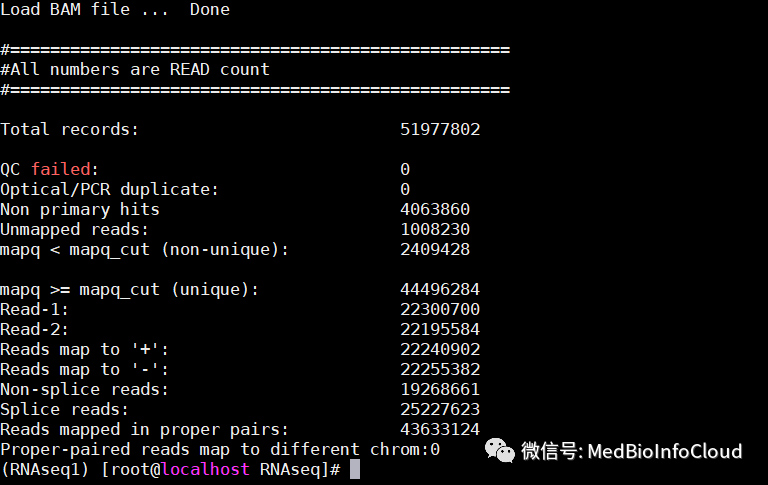 Load BAM file ...  Done
#==================================================
#All numbers are READ count
#==================================================
Total records:                          51977802
QC failed:                              0
Optical/PCR duplicate:                  0
Non primary hits                        4063860
Unmapped reads:                         1008230
mapq < mapq_cut (non-unique):           2409428
mapq >= mapq_cut (unique):              44496284
Read-1:                                 22300700
Read-2:                                 22195584
Reads map to '+':                       22240902
Reads map to '-':                       22255382
Non-splice reads:                       19268661
Splice reads:                           25227623
Reads mapped in proper pairs:           43633124
Proper-paired reads map to different chrom:0
微信号: MedBioInfoCloud
(RNAseq1) [root@localhost RNAseq]#